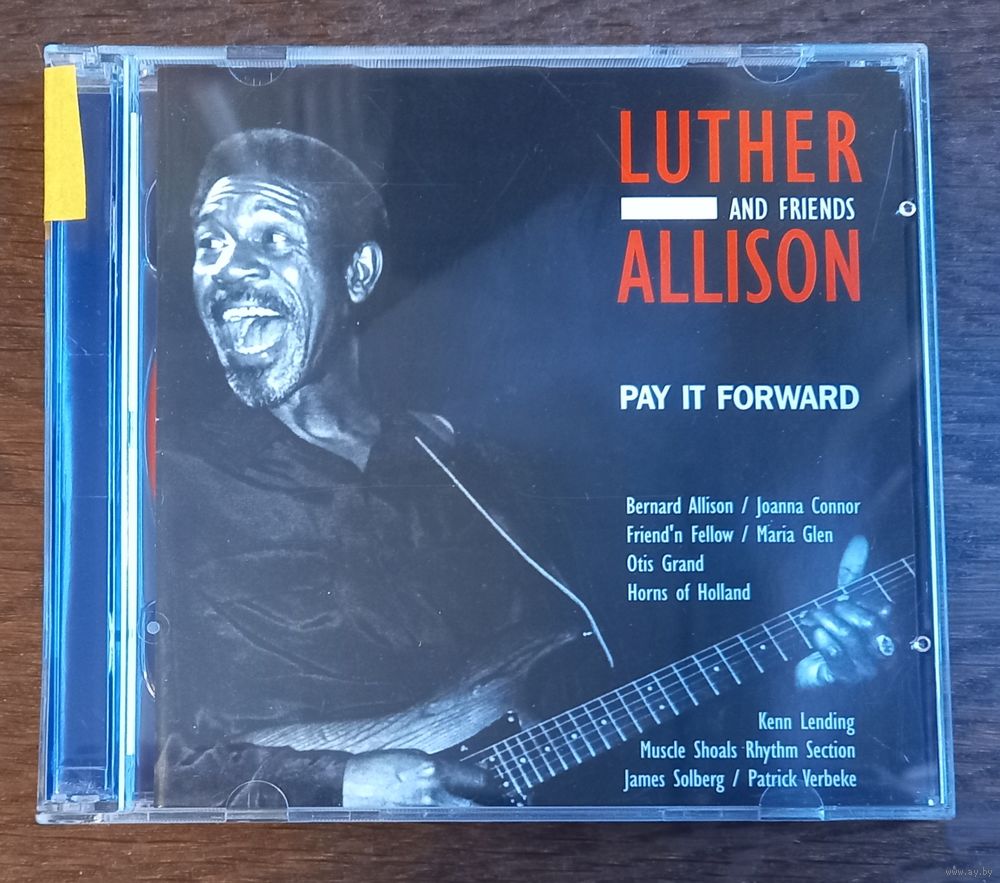 LUTHER
AND FRIENDS
ALLISON
PAY IT FORWARD
Bernard Allison / Joanna Connor
Friend'n Fellow / Maria Glen
Otis Grand
Horns of Holland
Kenn Lending
Muscle Shoals Rhythm Section
James Solberg / Patrick Verbeke
www.ay.by